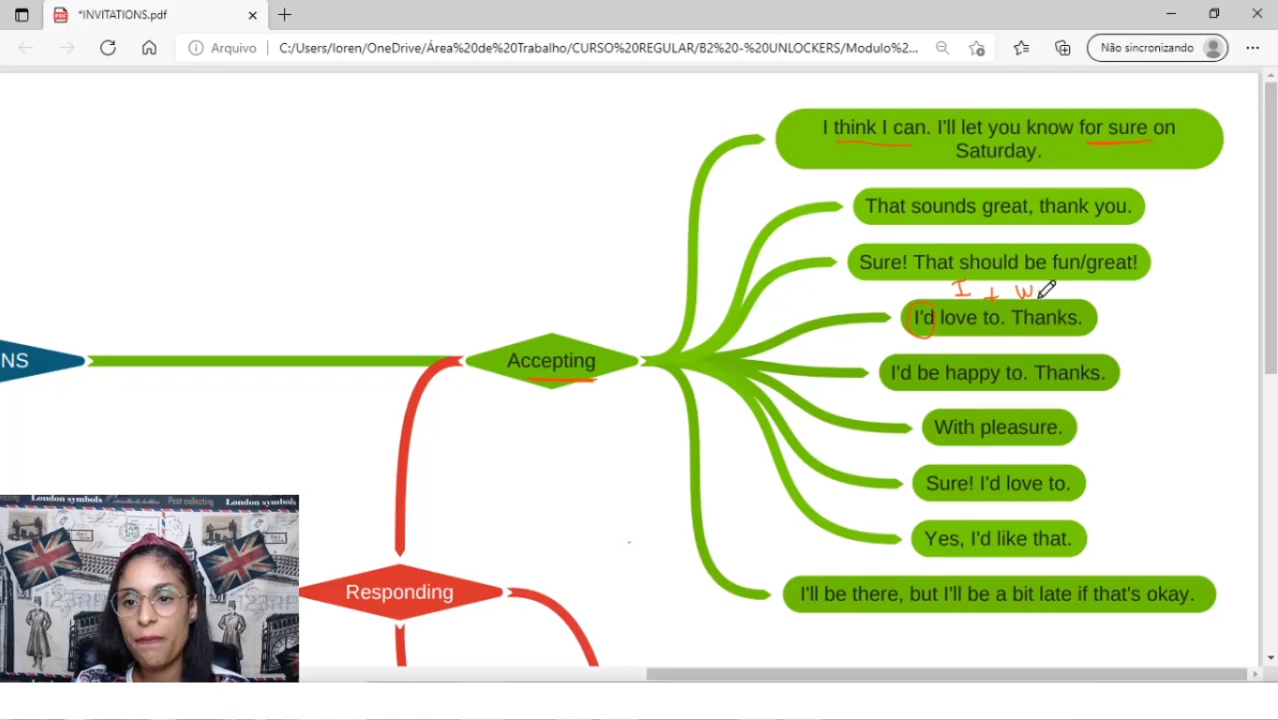 *INVITATIONS.pdf
Arquivo
C:/Users/loren/OneDrive/Área%20de%20Trabalho/CURSO%20REGULAR/B2%20-%20UNLOCKERS/Modulo%2...
Não sincronizando
I think I can. I'll let you know for sure on
Saturday.
That sounds great, thank you.
Sure! That should be fun/great!
I + w
I'd love to. Thanks.
NS
Accepting
I'd be happy to. Thanks.
With pleasure.
Sure! I'd love to.
Yes, I'd like that.
Responding
I'll be there, but I'll be a bit late if that's okay.
London symbols
Post collecting
London symbols